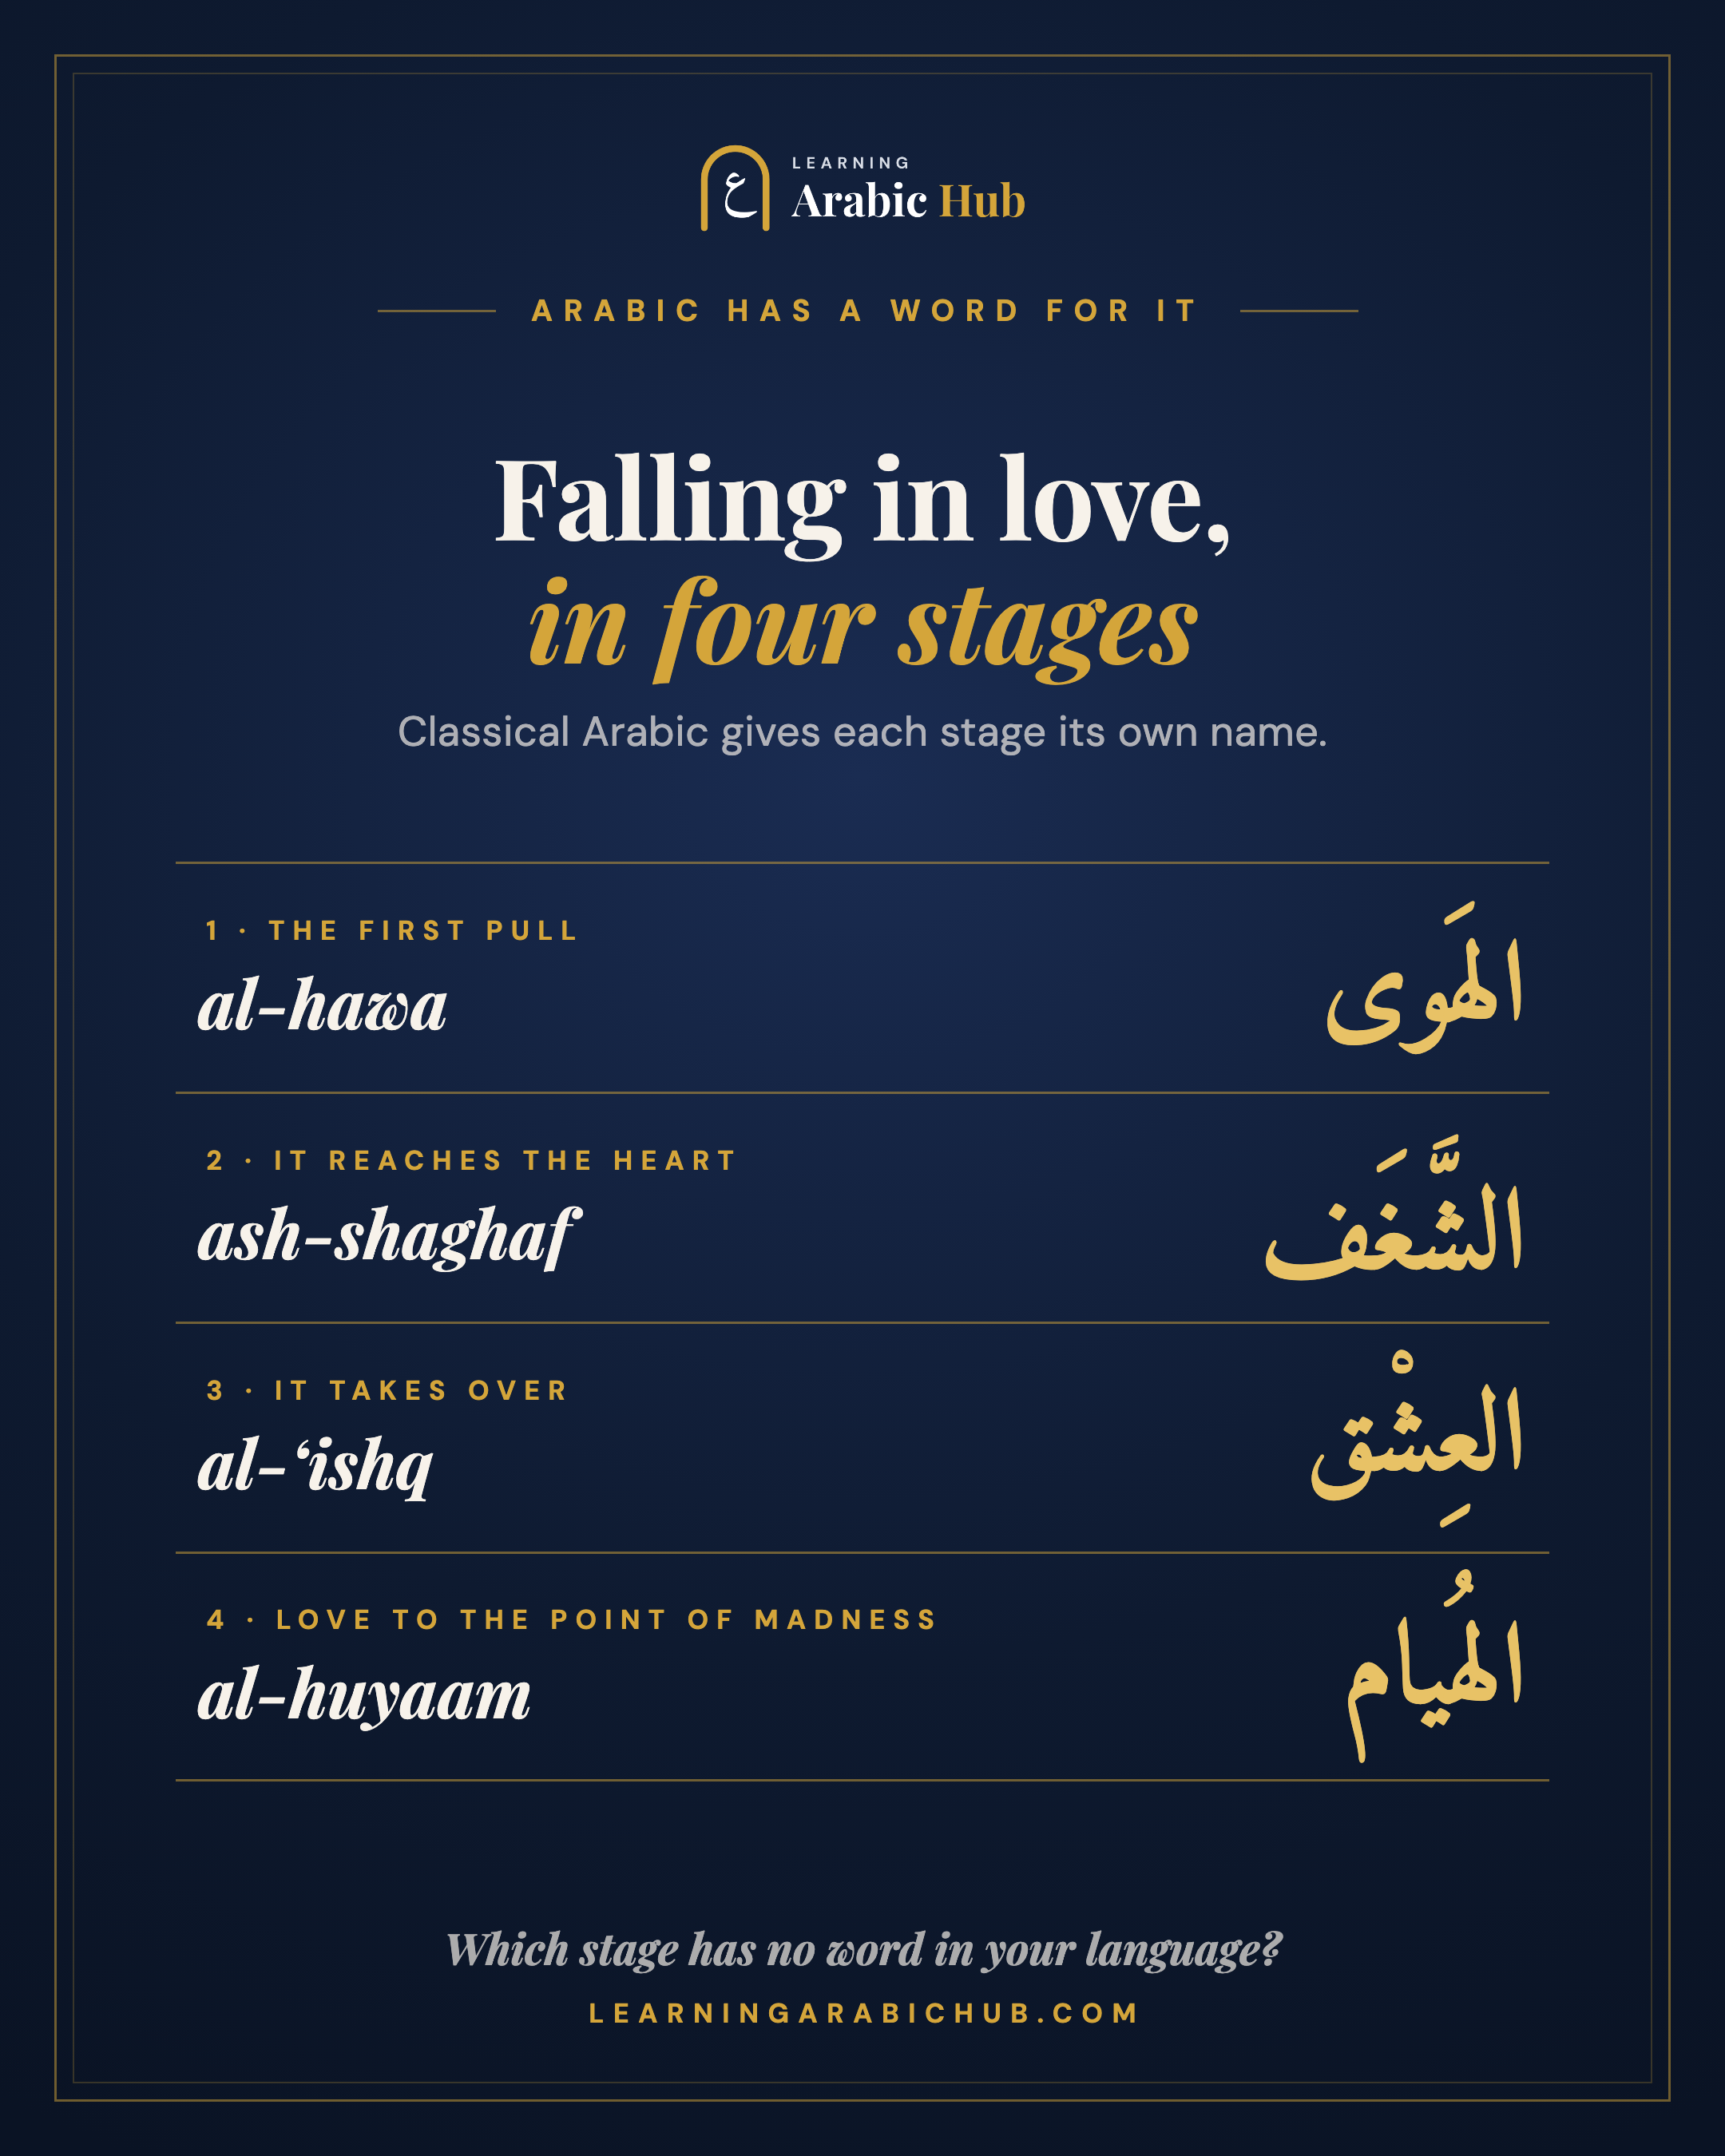 ع
LEARNING
Arabic Hub
ARABIC HAS A WORD FOR IT
Falling in love,
in four stages
Classical Arabic gives each stage its own name.
1 · THE FIRST PULL
al-hawa
الهَوى
2 · IT REACHES THE HEART
ash-shaghaf
الشَّغَف
3 · IT TAKES OVER
al-‘ishq
العِشْق
4 · LOVE TO THE POINT OF MADNESS
al-huyaam
الهُيام
Which stage has no word in your language?
LEARNINGARABICHUB.COM